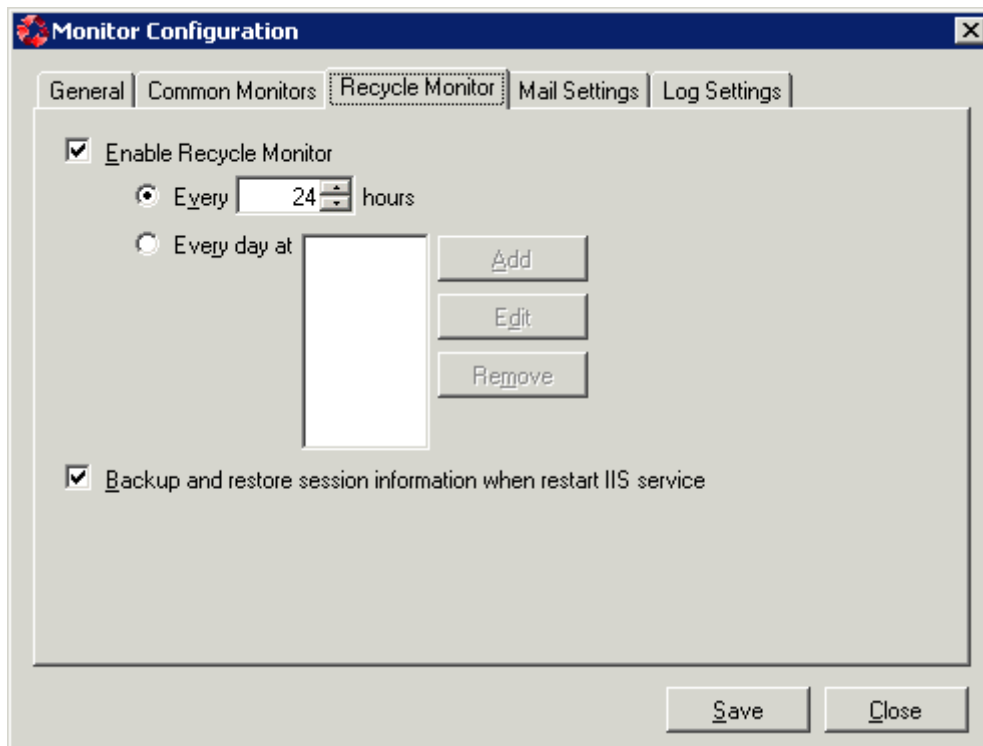 Monitor Configuration
General Common Monitors Recycle Monitor Mail Settings Log Settings
Enable Recycle Monitor
Every 24 hours
Every day at
Add
Edit
Remove
Backup and restore session information when restart IIS service
Save Close